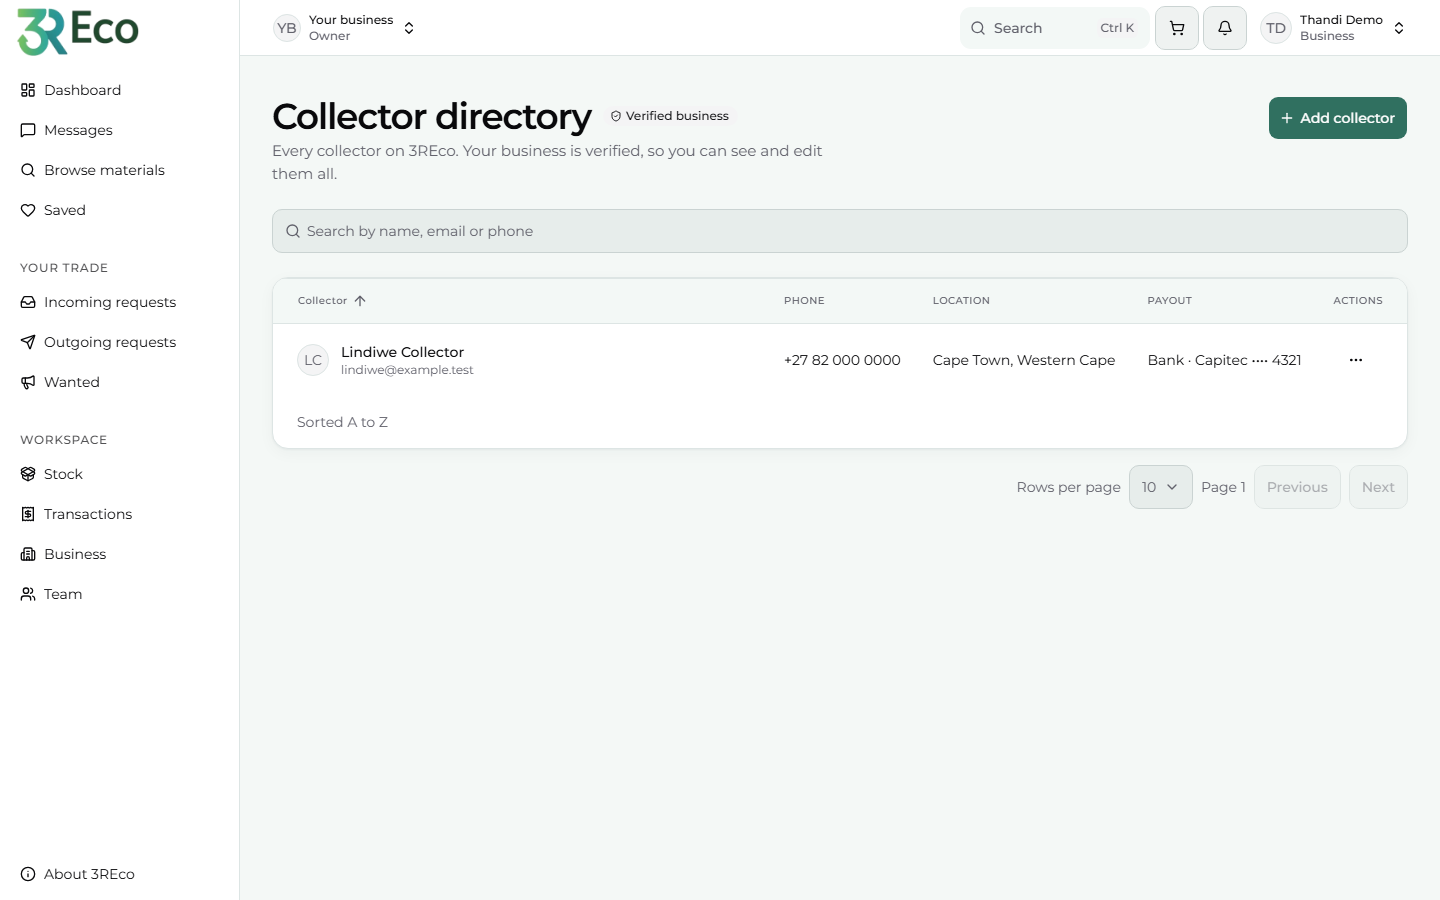 3R Eco
Dashboard
Messages
Browse materials
Saved
YOUR TRADE
Incoming requests
Outgoing requests
Wanted
WORKSPACE
Stock
Transactions
Business
Team
About 3REco
YB
Your business
Owner
Search
Ctrl K
TD
Thandi Demo
Business
Collector directory
Verified business
Every collector on 3REco. Your business is verified, so you can see and edit
them all.
+ Add collector
Search by name, email or phone
Collector
PHONE
LOCATION
PAYOUT
ACTIONS
LC
Lindiwe Collector
lindiwe@example.test
+27 82 000 0000
Cape Town, Western Cape
Bank · Capitec •••• 4321
Sorted A to Z
Rows per page
10
Page 1
Previous
Next